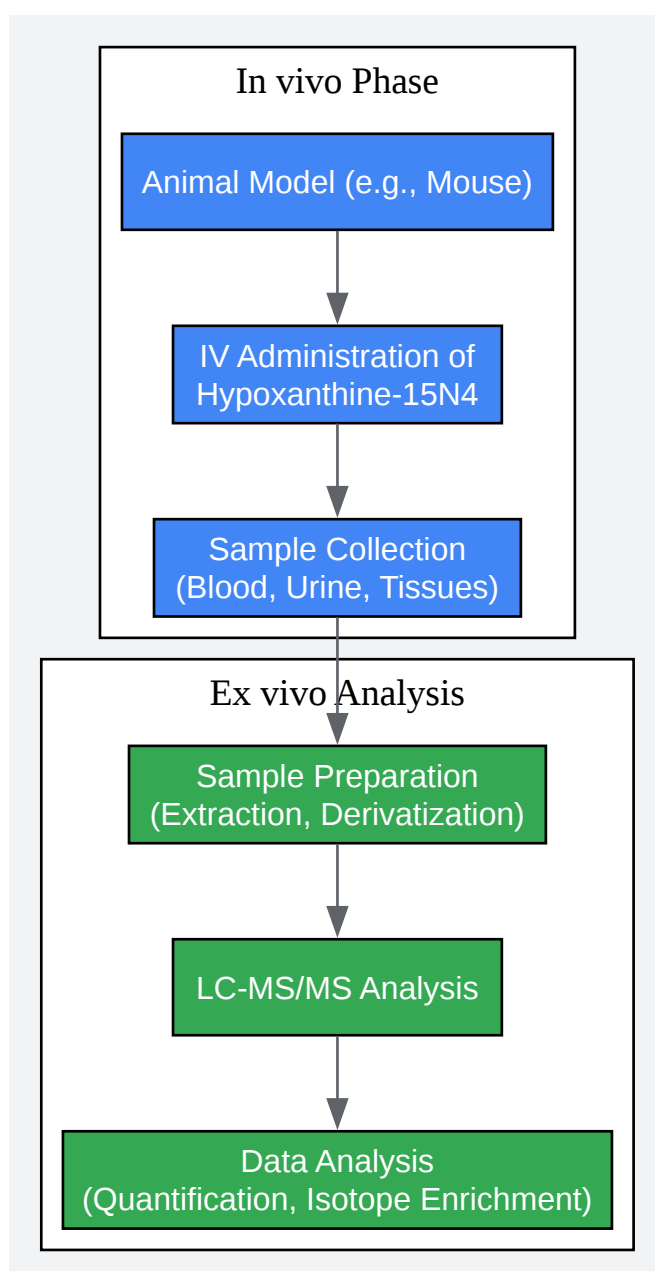 In vivo Phase
Animal Model (e.g., Mouse)
IV Administration of
Hypoxanthine-15N4
Sample Collection
(Blood, Urine, Tissues)
Ex vivo Analysis
Sample Preparation
(Extraction, Derivatization)
LC-MS/MS Analysis
Data Analysis
(Quantification, Isotope Enrichment)